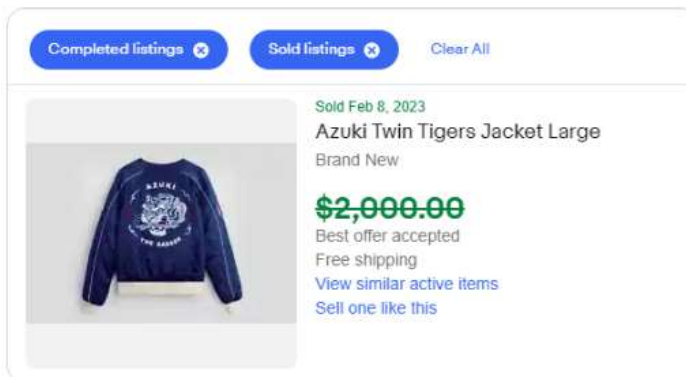 Completed listings
Sold listings
Clear All
Sold Feb 8, 2023
Azuki Twin Tigers Jacket Large
Brand New
$2,000.00
Best offer accepted
Free shipping
View similar active items
Sell one like this
AZUKI
THE GARDEN